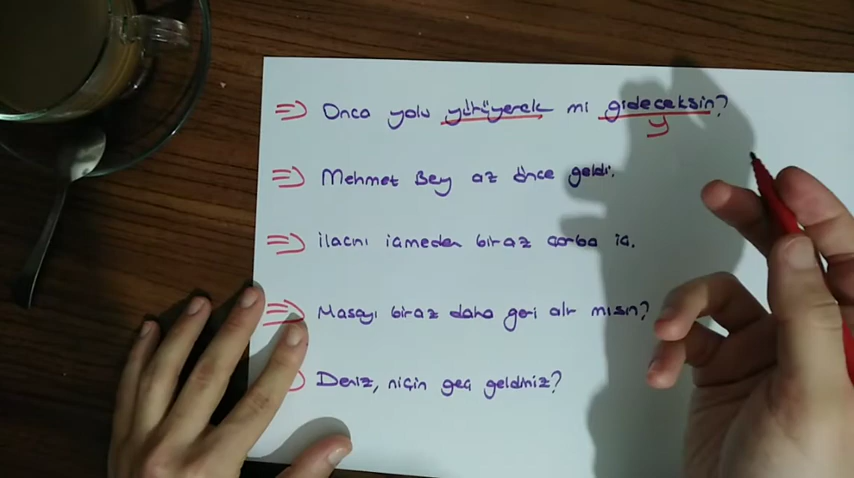 ⇒ Onca yolu yürüyerek mi gideceksin?
y
⇒ Mehmet Bey az önce geldi.
⇒ ilacnı içmeden biraz çorba iç.
⇒ Masayı biraz daha geri alır mısın?
Deniz, niçin geç geldiniz?